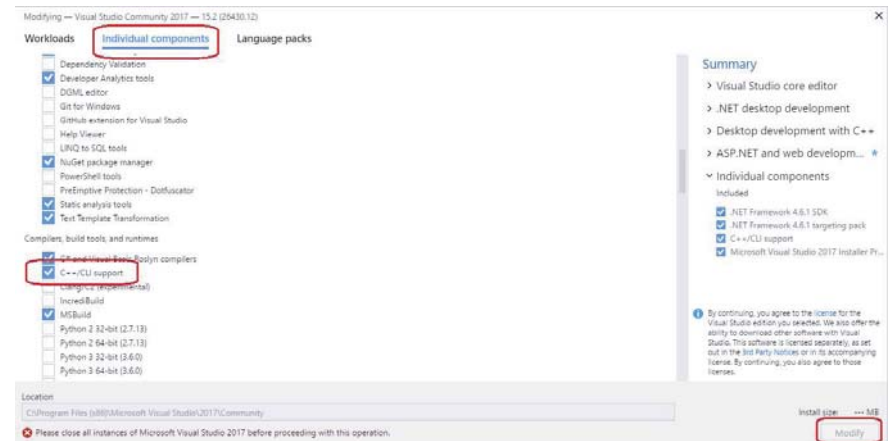 Modifying — Visual Studio Community 2017 — 15.2 (26430.12)
Workloads
Individual components
Language packs
Dependency Validation
Developer Analytics tools
DGML editor
Git for Windows
GitHub extension for Visual Studio
Help Viewer
LINQ to SQL tools
NuGet package manager
PowerShell tools
PreEmptive Protection - Dotfuscator
Static analysis tools
Text Template Transformation
Compilers, build tools, and runtimes
C# and Visual Basic Roslyn compilers
C++/CLI support
Clang/C2 (experimental)
IncrediBuild
MSBuild
Python 2 32-bit (2.7.13)
Python 2 64-bit (2.7.13)
Python 3 32-bit (3.6.0)
Python 3 64-bit (3.6.0)
Summary
Visual Studio core editor
.NET desktop development
Desktop development with C++
ASP.NET and web developm... *
Individual components
Included
.NET Framework 4.6.1 SDK
.NET Framework 4.6.1 targeting pack
C++/CLI support
Microsoft Visual Studio 2017 Installer Pr...
By continuing, you agree to the license for the
Visual Studio edition you selected. We also offer the
ability to download other software with Visual
Studio. This software is licensed separately, as set
out in the 3rd Party Notices or in its accompanying
license. By continuing, you also agree to those
licenses.
Location
C:\Program Files (x86)\Microsoft Visual Studio\2017\Community
Install size: --- MB
Please close all instances of Microsoft Visual Studio 2017 before proceeding with this operation.
Modify